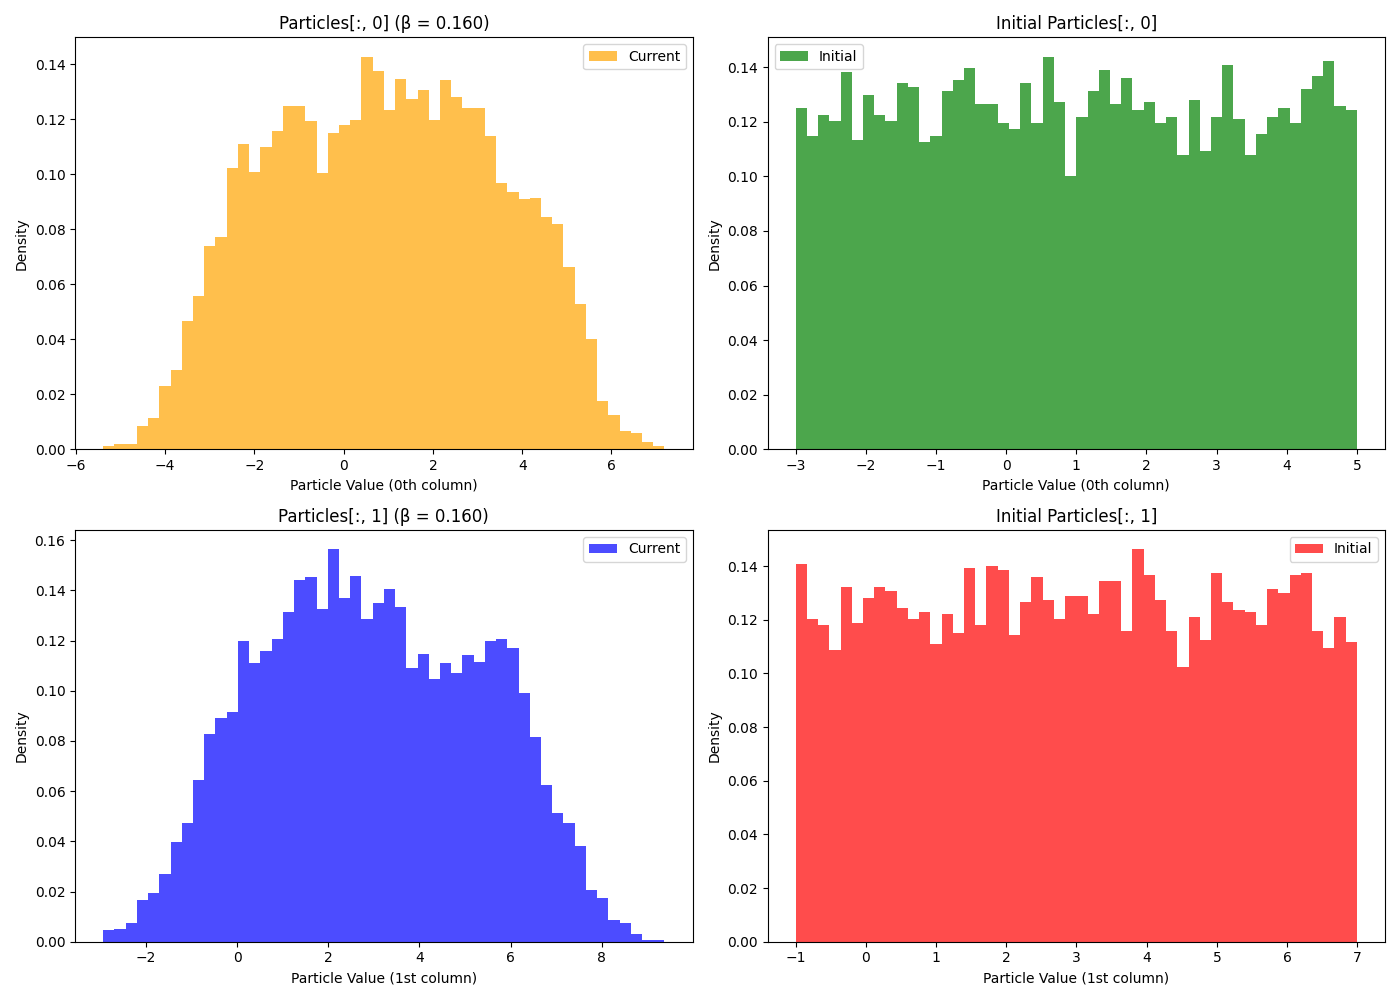 Particles[:, 0] (β = 0.160)
Current
Density
0.14
0.12
0.10
0.08
0.06
0.04
0.02
0.00
−6 −4 −2 0 2 4 6
Particle Value (0th column)
Initial Particles[:, 0]
Initial
Density
0.14
0.12
0.10
0.08
0.06
0.04
0.02
0.00
−3 −2 −1 0 1 2 3 4 5
Particle Value (0th column)
Particles[:, 1] (β = 0.160)
Current
Density
0.16
0.14
0.12
0.10
0.08
0.06
0.04
0.02
0.00
−2 0 2 4 6 8
Particle Value (1st column)
Initial Particles[:, 1]
Initial
Density
0.14
0.12
0.10
0.08
0.06
0.04
0.02
0.00
−1 0 1 2 3 4 5 6 7
Particle Value (1st column)